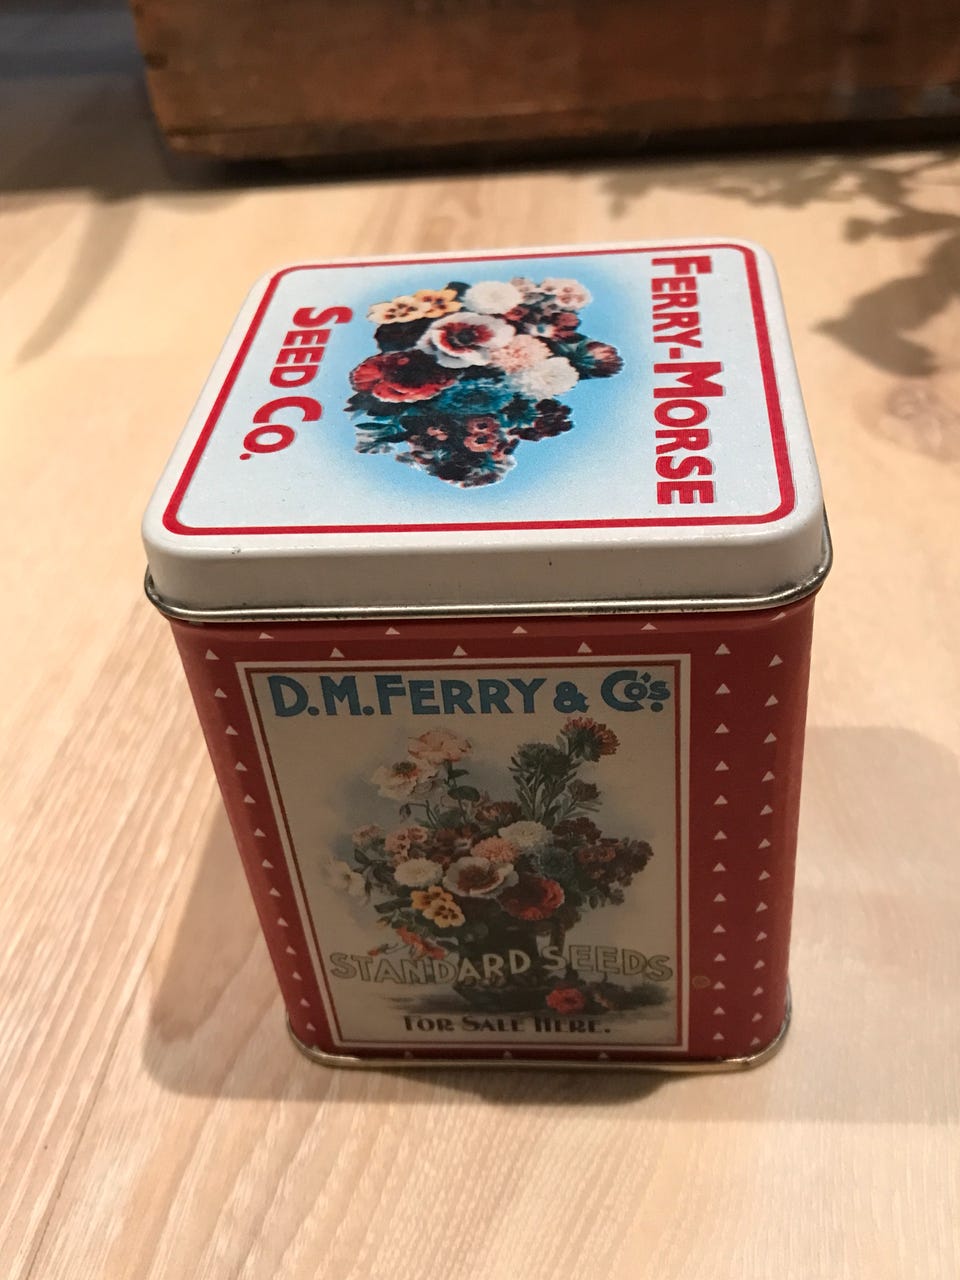 FERRY-MORSE
SEED CO.
D.M.FERRY & CO'S.
STANDARD SEEDS
FOR SALE HERE.